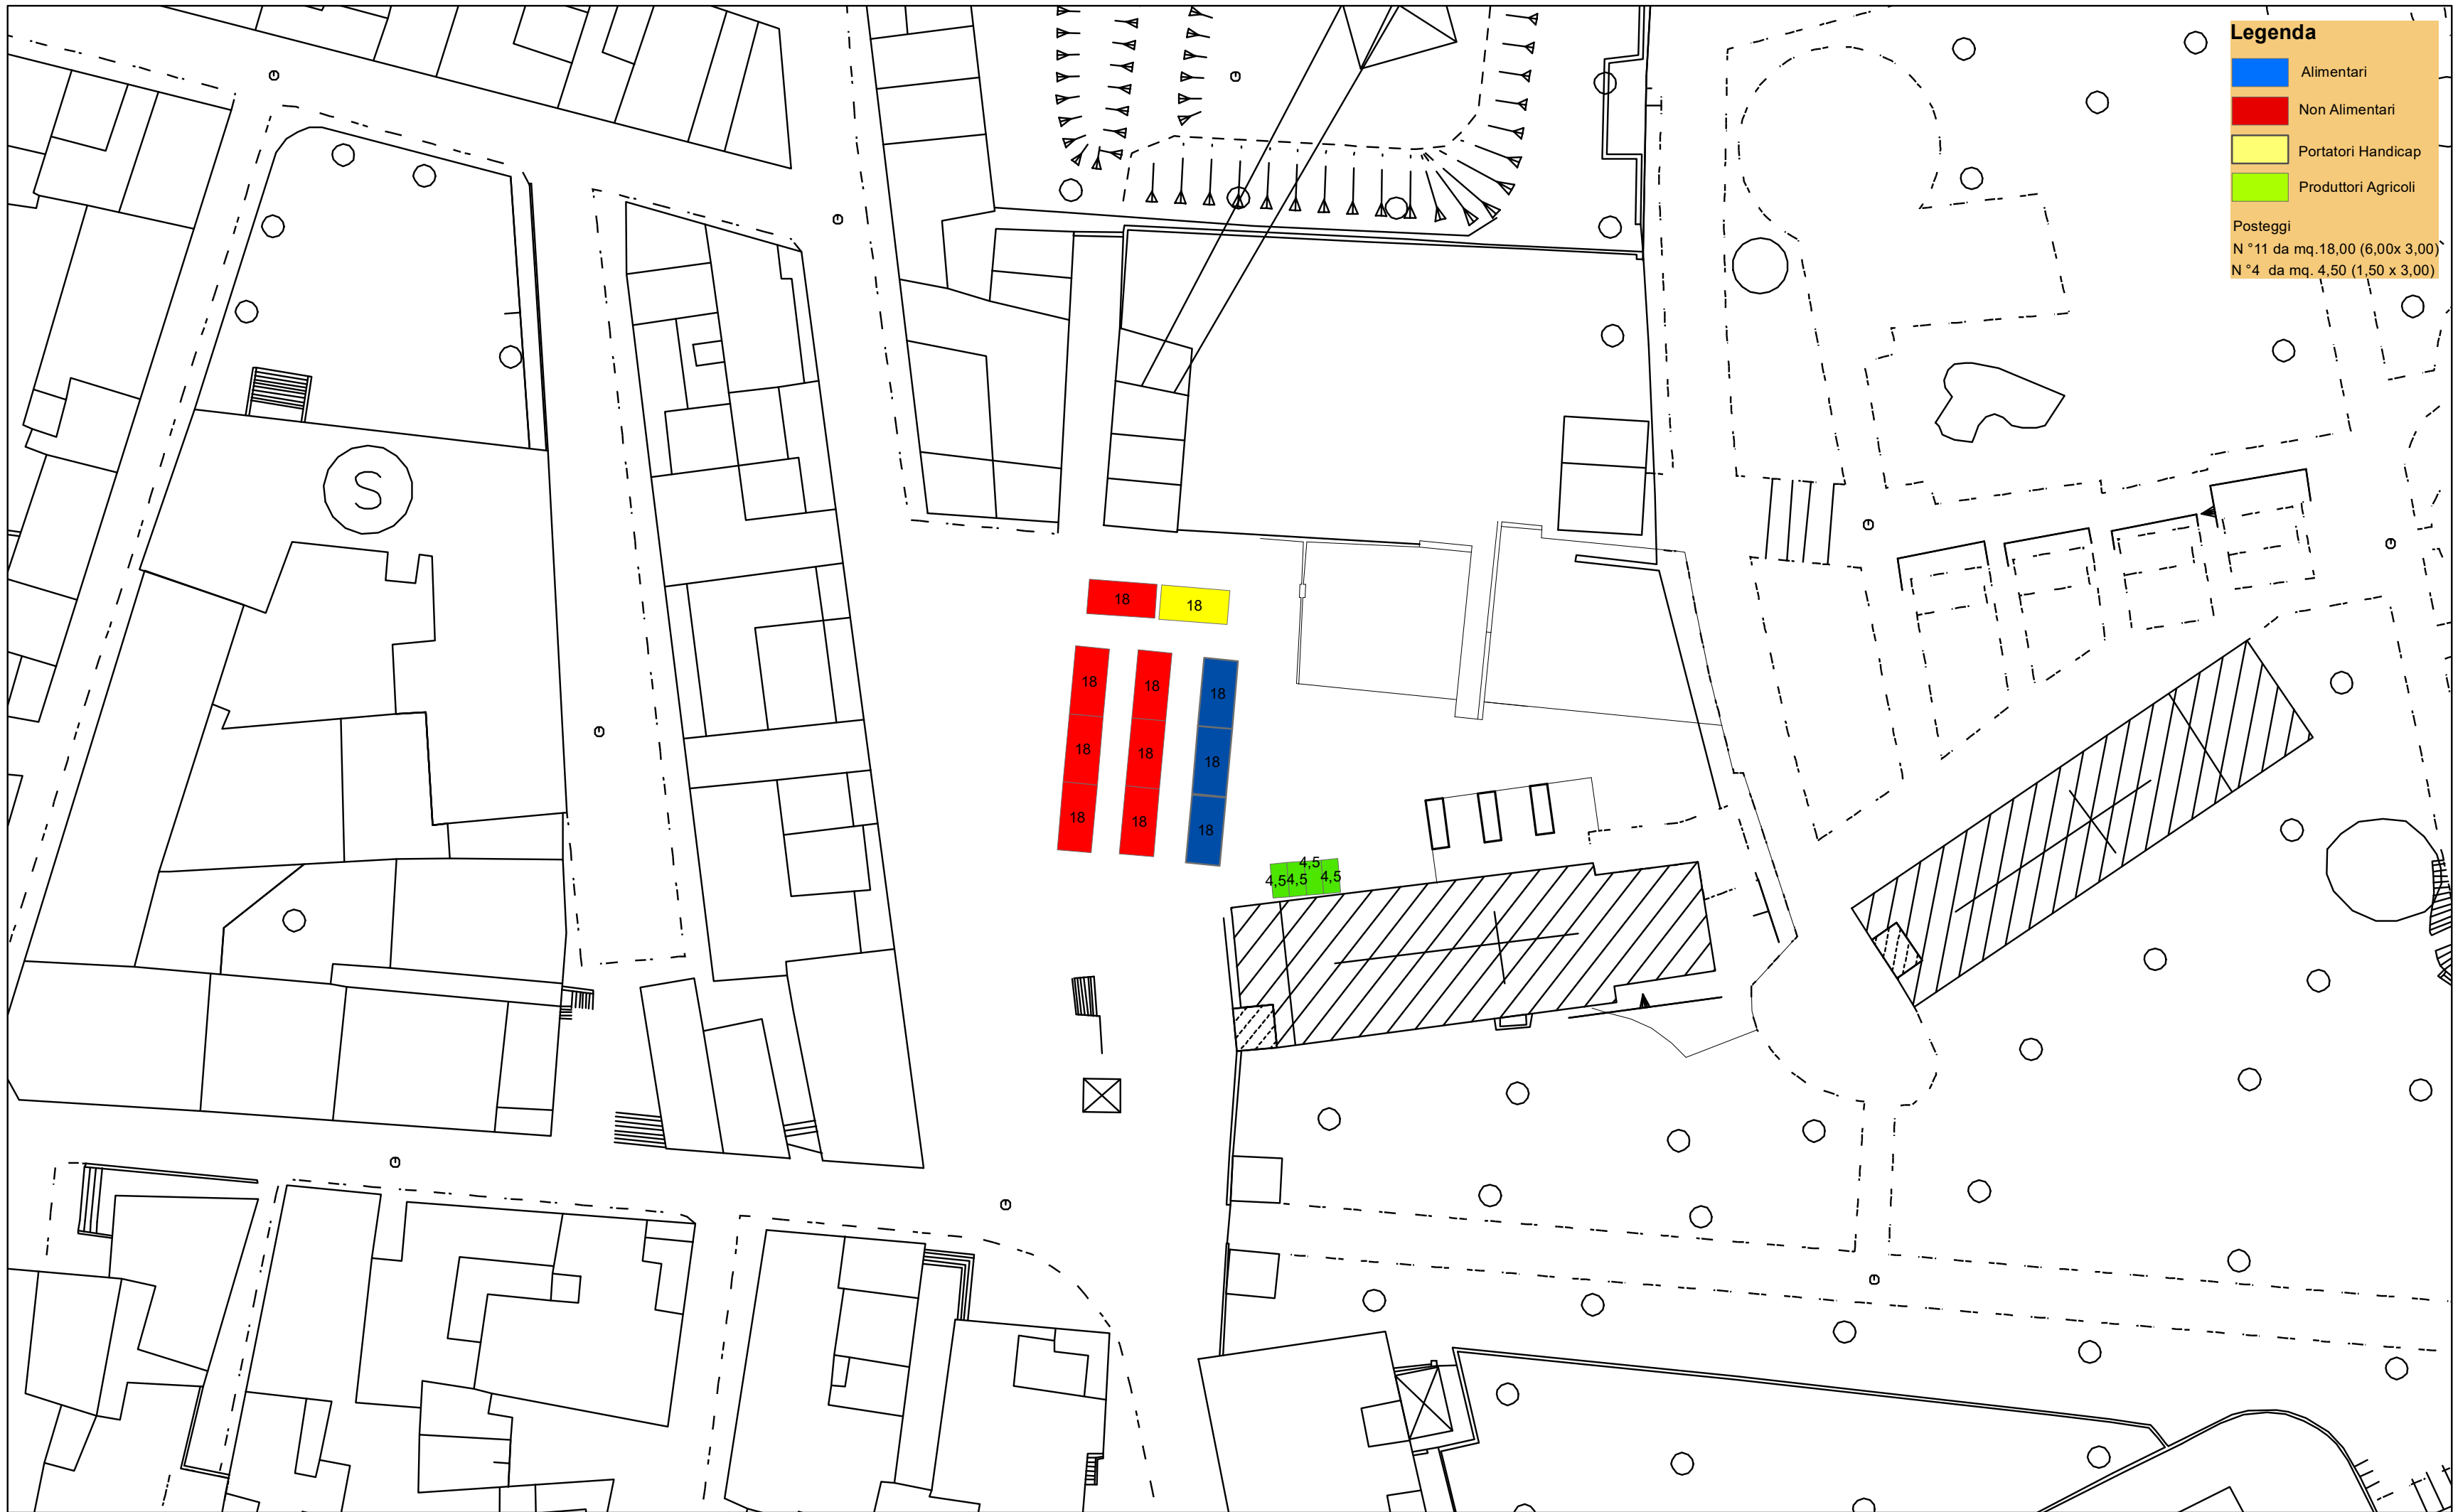 Legenda
Alimentari
Non Alimentari
Portatori Handicap
Produttori Agricoli
Posteggi
N °11 da mq.18,00 (6,00x 3,00)
N °4 da mq. 4,50 (1,50 x 3,00)
S
18 18
18 18 18
18 18 18
18 18 18
4,5
4,5 4,5 4,5